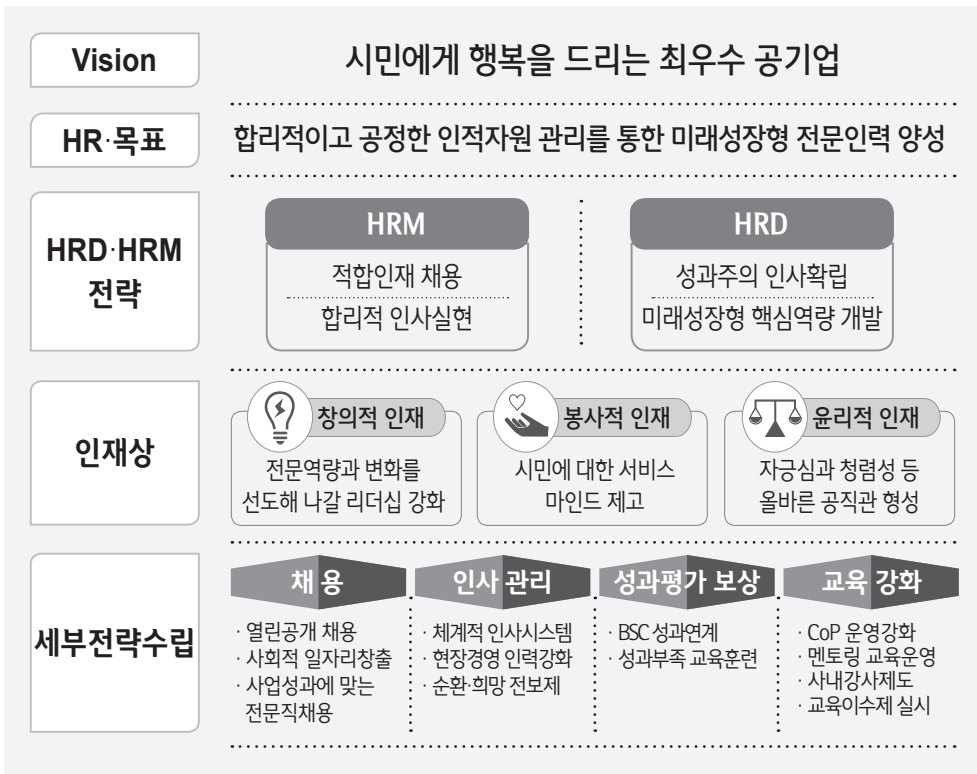 Vision
시민에게 행복을 드리는 최우수 공기업
HR·목표
합리적이고 공정한 인적자원 관리를 통한 미래성장형 전문인력 양성
HRD·HRM
전략
HRM
적합인재 채용
합리적 인사실현
HRD
성과주의 인사확립
미래성장형 핵심역량 개발
인재상
창의적 인재
전문역량과 변화를
선도해 나갈 리더십 강화
봉사적 인재
시민에 대한 서비스
마인드 제고
윤리적 인재
자긍심과 청렴성 등
올바른 공직관 형성
세부전략수립
채 용
· 열린공개 채용
· 사회적 일자리창출
· 사업성과에 맞는
전문직채용
인사 관리
· 체계적 인사시스템
· 현장경영 인력강화
· 순환·희망 전보제
성과평가 보상
· BSC 성과연계
· 성과부족 교육훈련
교육 강화
· CoP 운영강화
· 멘토링 교육운영
· 사내강사제도
· 교육이수제 실시